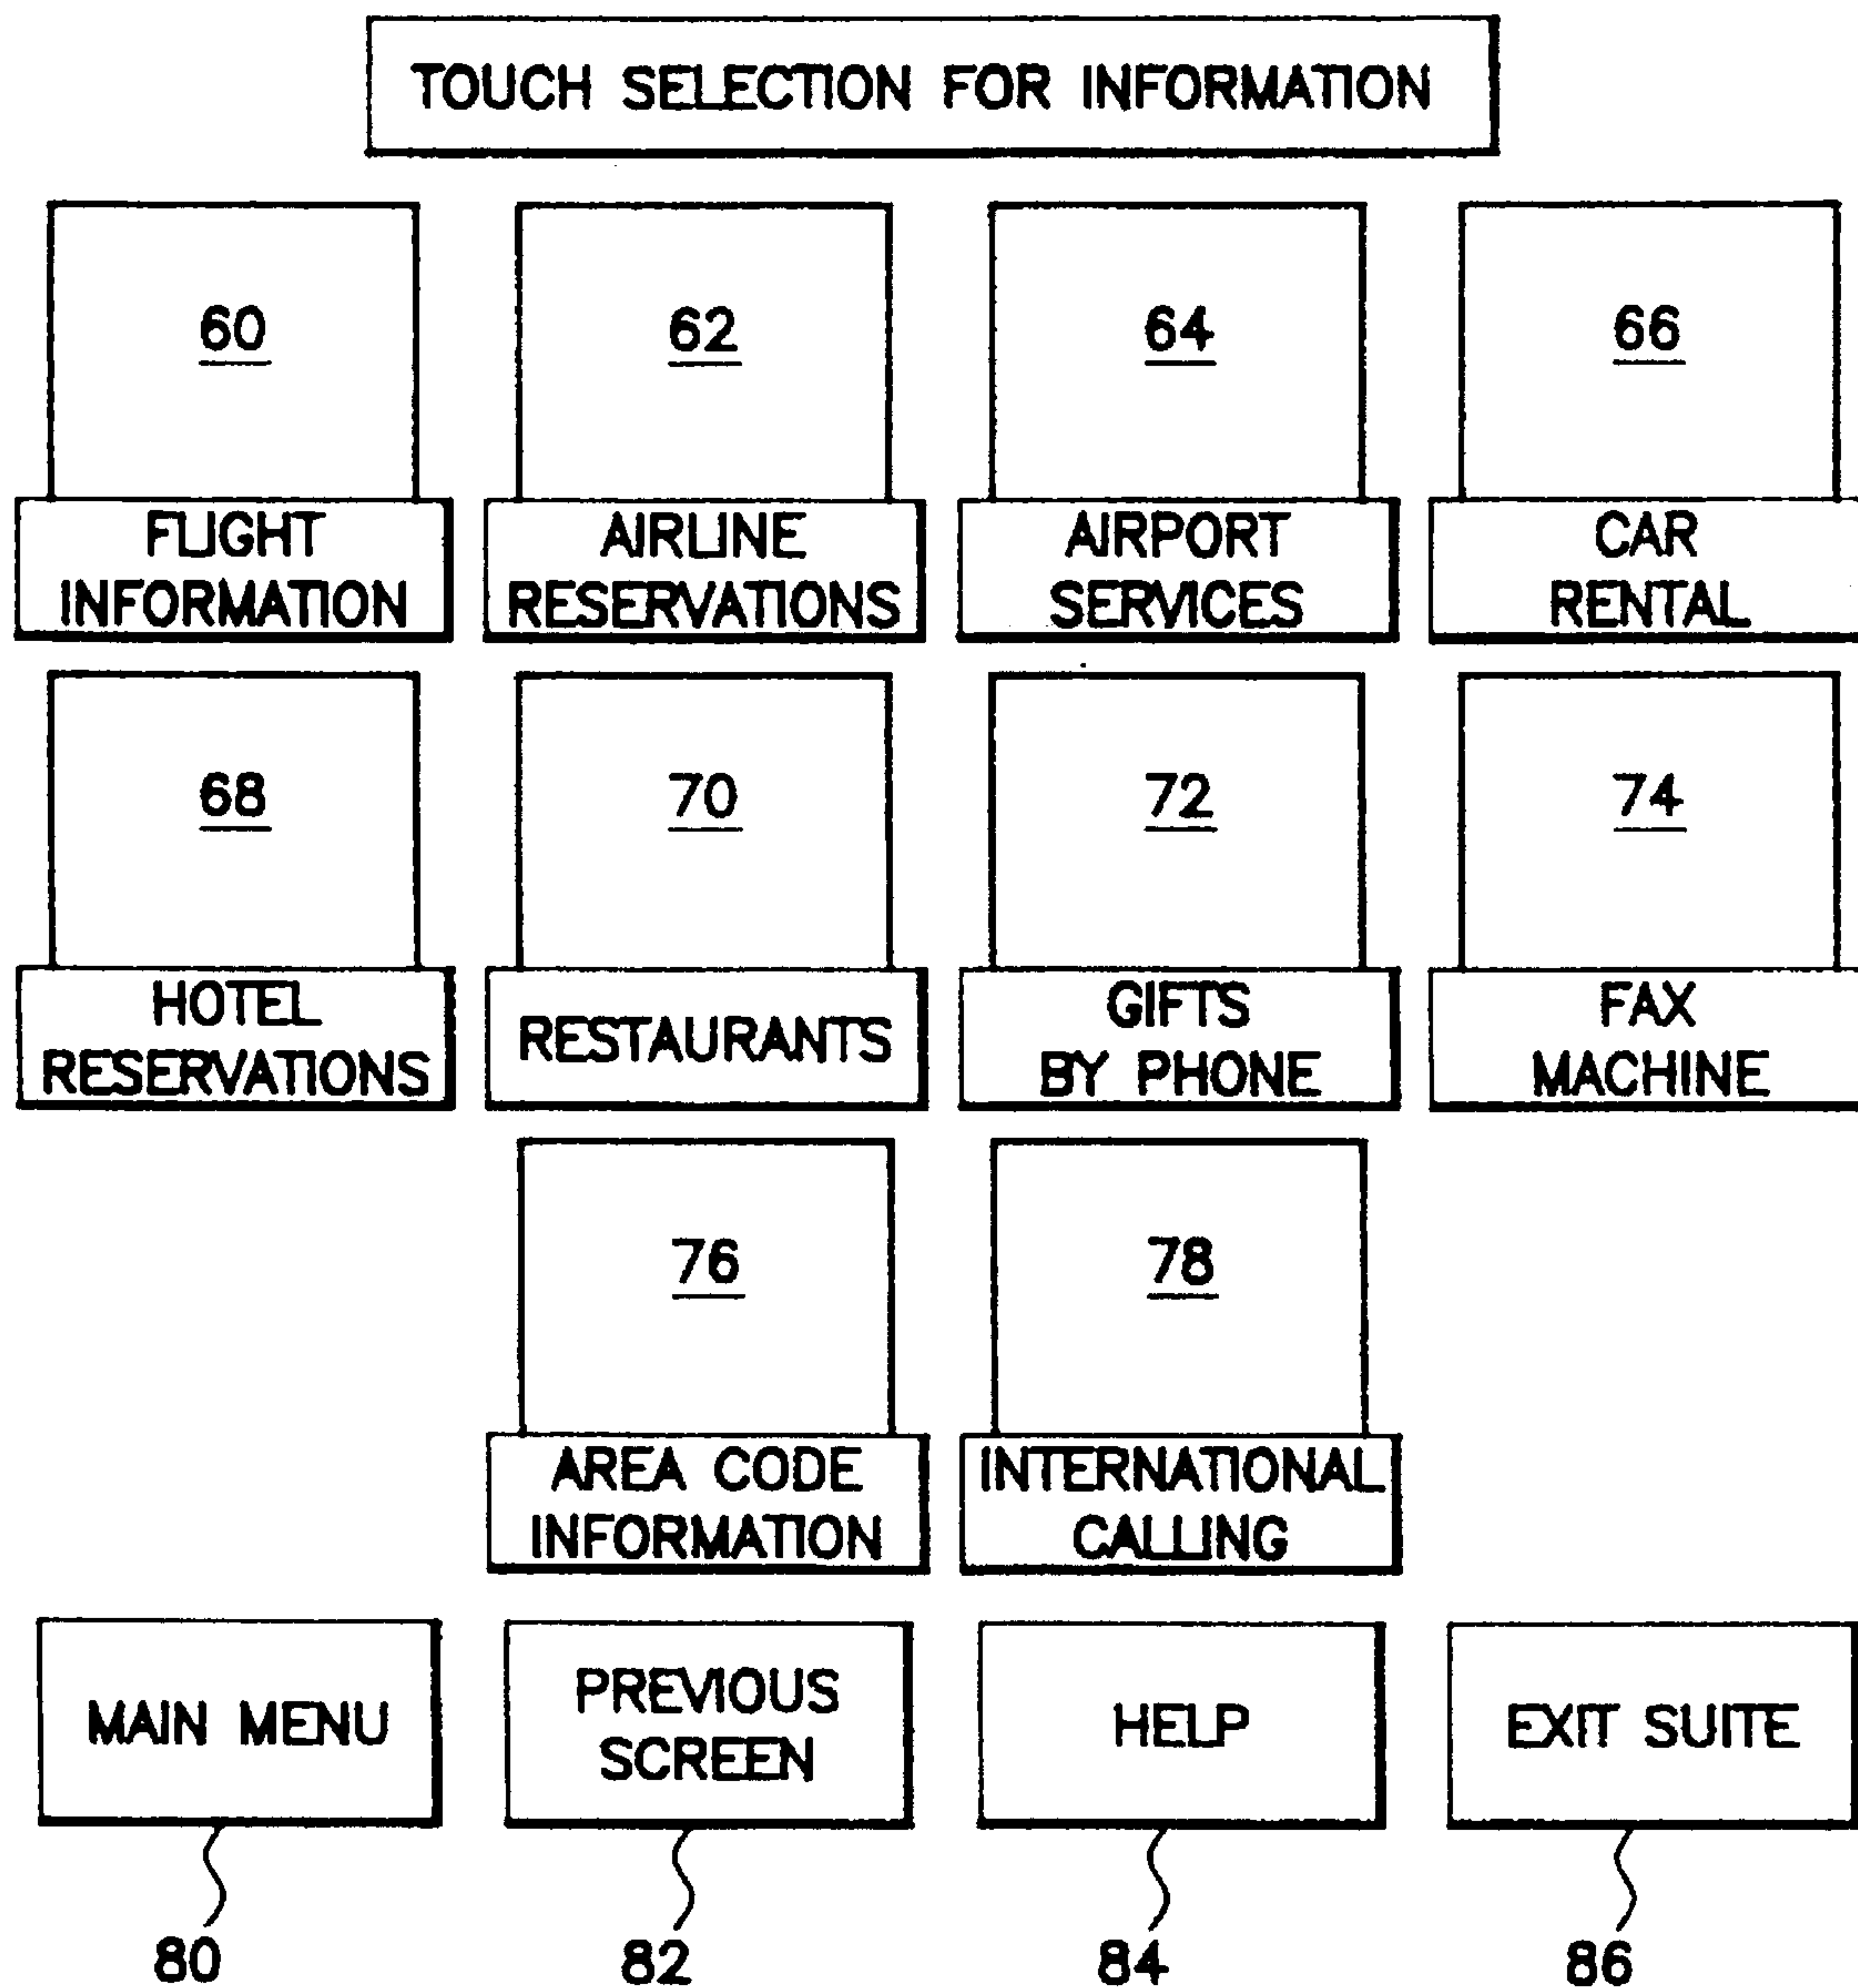 TOUCH SELECTION FOR INFORMATION
60
62
64
66
FLIGHT
INFORMATION
AIRLINE
RESERVATIONS
AIRPORT
SERVICES
CAR
RENTAL
68
70
72
74
HOTEL
RESERVATIONS
RESTAURANTS
GIFTS
BY PHONE
FAX
MACHINE
76
78
AREA CODE
INFORMATION
INTERNATIONAL
CALLING
MAIN MENU
PREVIOUS
SCREEN
HELP
EXIT SUITE
80
82
84
86